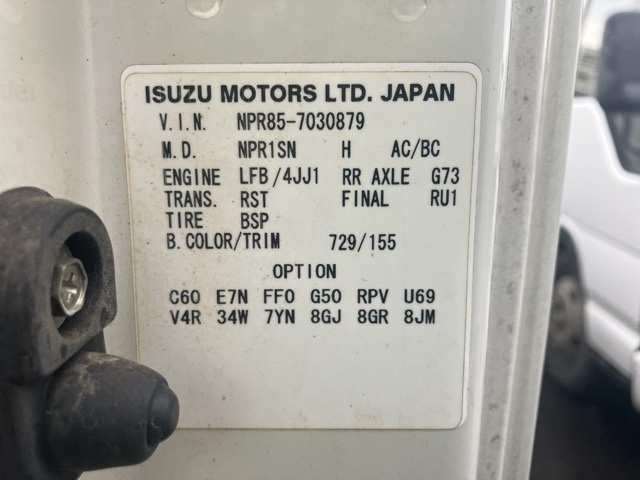 ISUZU MOTORS LTD. JAPAN
V.I.N. NPR85-7030879
M.D. NPR1SN H AC/BC
ENGINE LFB/4JJ1 RR AXLE G73
TRANS. RST FINAL RU1
TIRE BSP
B.COLOR/TRIM 729/155
OPTION
C60 E7N FF0 G50 RPV U69
V4R 34W 7YN 8GJ 8GR 8JM